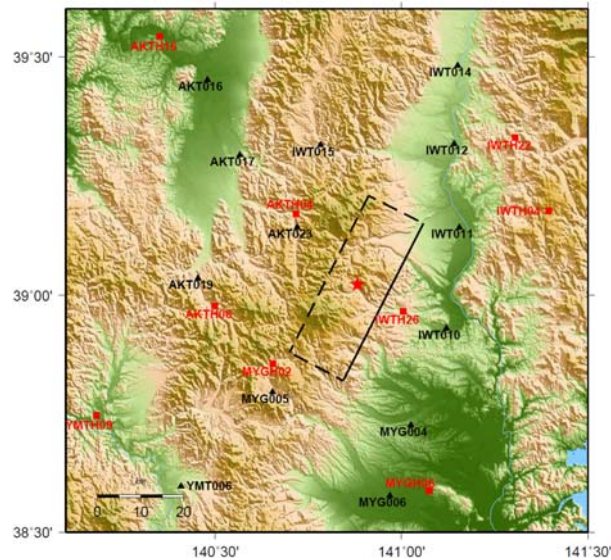 AKTH16
39°30'
AKT016
IWT014
AKT017
IWT015
IWT012
IWTH22
AKTH04
IWTH04
AKT023
IWT011
AKT019
39°00'
AKTH06
IWTH26
IWT010
MYGH02
MYG005
YMTH09
MYG004
YMT006
MYGH06
MYG006
0 10 20
38°30'
140°30' 141°00' 141°30'